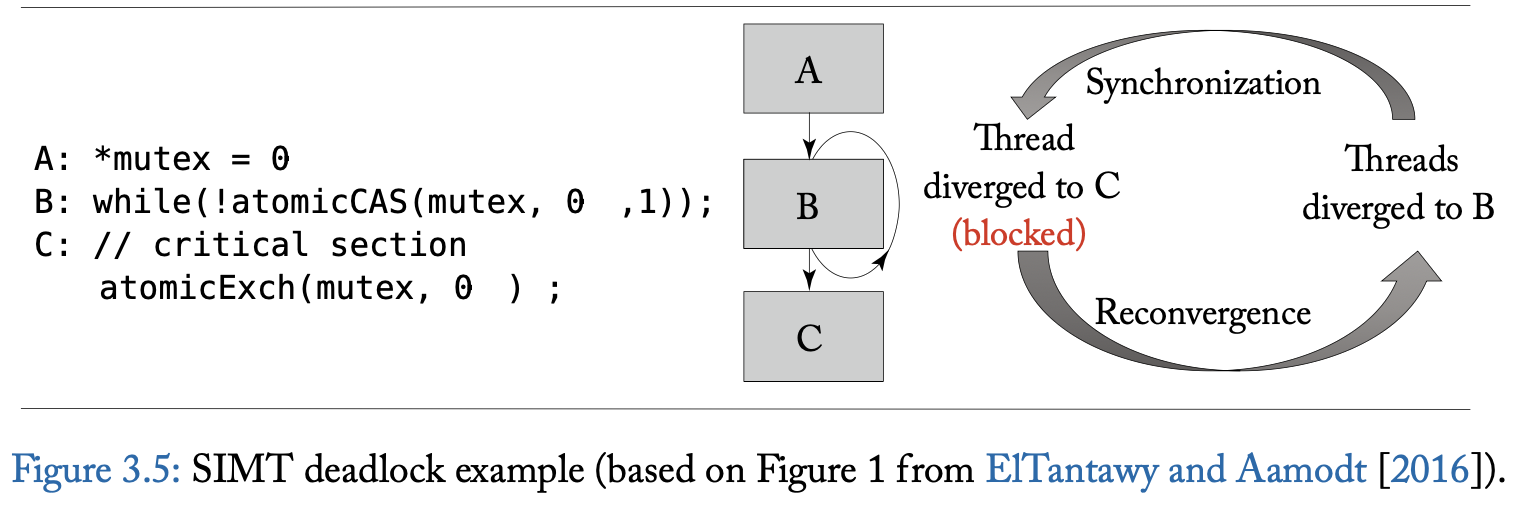 A: *mutex = 0
B: while(!atomicCAS(mutex, 0 ,1));
C: // critical section
atomicExch(mutex, 0 ) ;
A
B
C
Synchronization
Thread
diverged to C
(blocked)
Threads
diverged to B
Reconvergence
Figure 3.5: SIMT deadlock example (based on Figure 1 from ElTantawy and Aamodt [2016]).